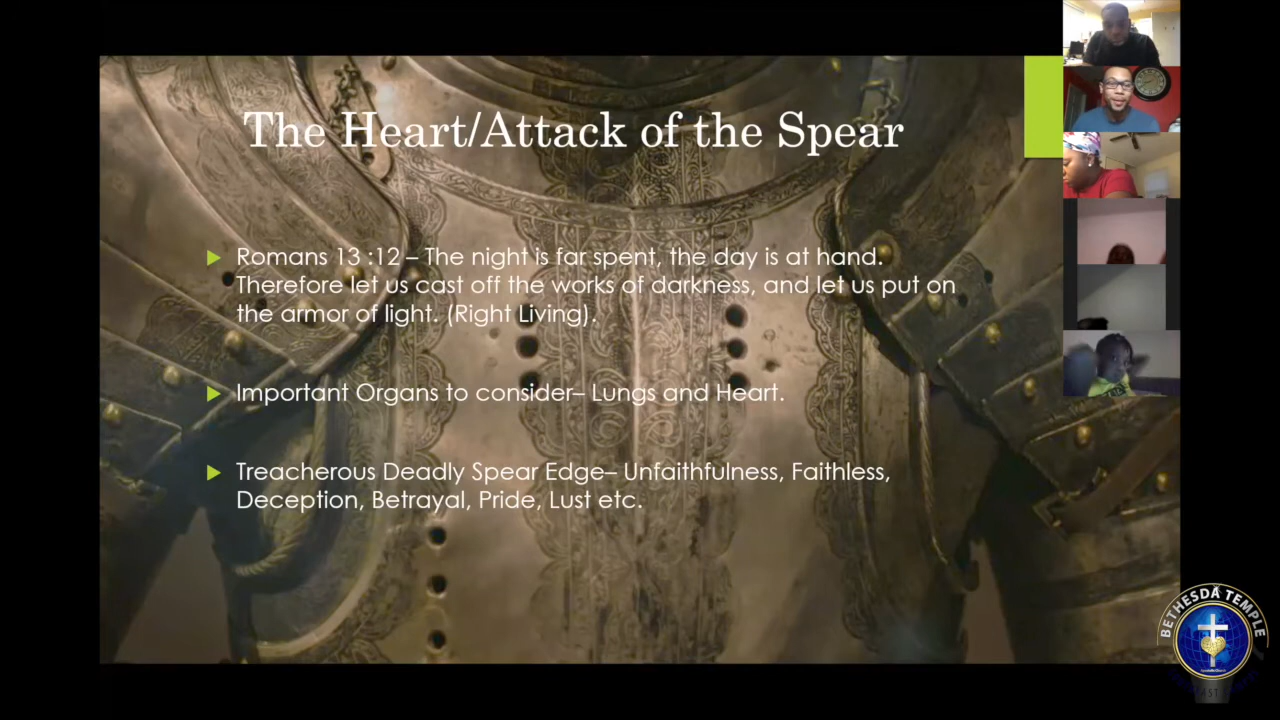 The Heart/Attack of the Spear
Romans 13 :12 – The night is far spent, the day is at hand.
Therefore let us cast off the works of darkness, and let us put on
the armor of light. (Right Living).
Important Organs to consider– Lungs and Heart.
Treacherous Deadly Spear Edge– Unfaithfulness, Faithless,
Deception, Betrayal, Pride, Lust etc.
BETHESDA TEMPLE